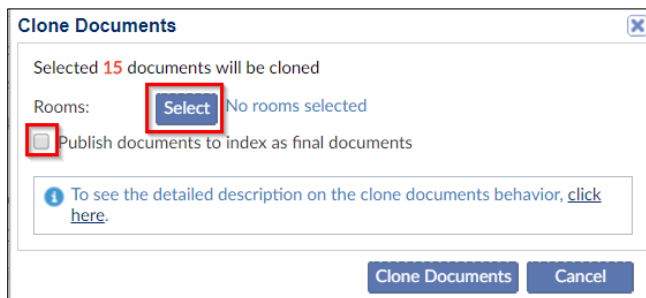 Clone Documents
Selected 15 documents will be cloned
Rooms: Select No rooms selected
Publish documents to index as final documents
To see the detailed description on the clone documents behavior, click
here.
Clone Documents Cancel